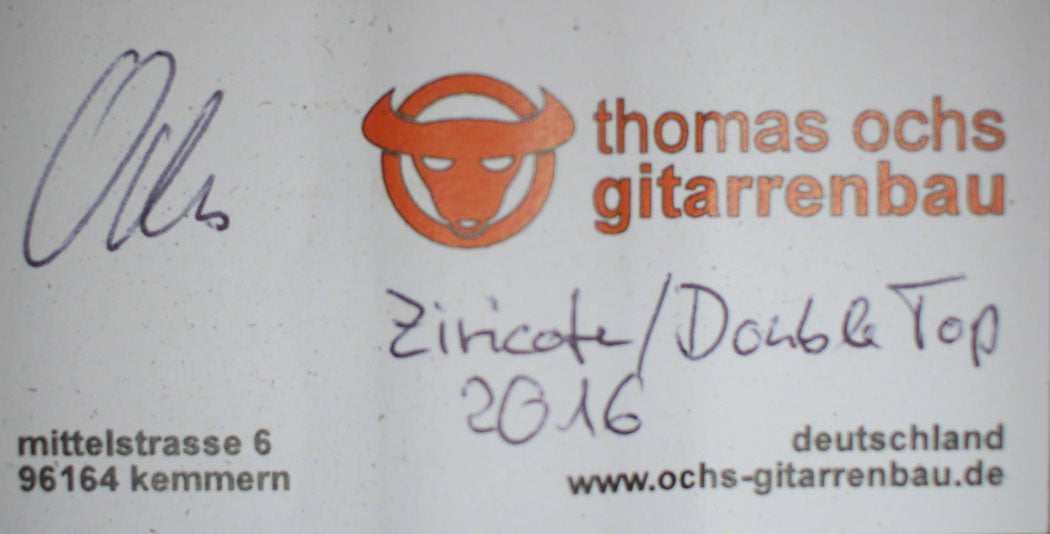 Ochs
thomas ochs
gitarrenbau
Ziricote/Double Top
2016
mittelstrasse 6
96164 kemmern
deutschland
www.ochs-gitarrenbau.de